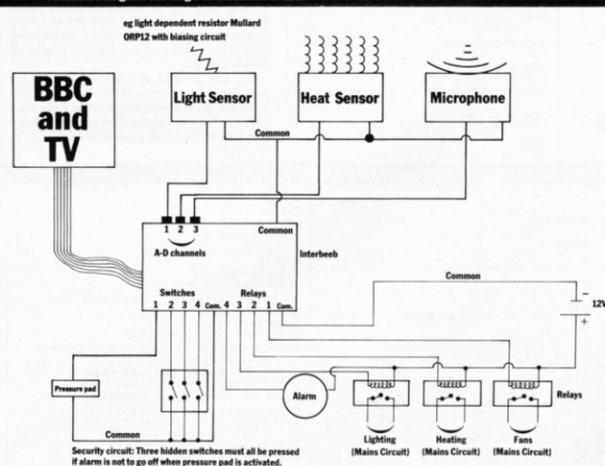 eg light dependent resistor Mullard
ORP12 with biasing circuit
BBC
and
TV
Light Sensor
Heat Sensor
Microphone
Common
1 2 3
Common
A-D channels
Interbeeb
Switches
Relays
1 2 3 4 Com. 4 3 2 1 Com.
Common
12V
Pressure pad
Alarm
Relays
Common
Lighting
(Mains Circuit)
Heating
(Mains Circuit)
Fans
(Mains Circuit)
Security circuit: Three hidden switches must all be pressed
if alarm is not to go off when pressure pad is activated.